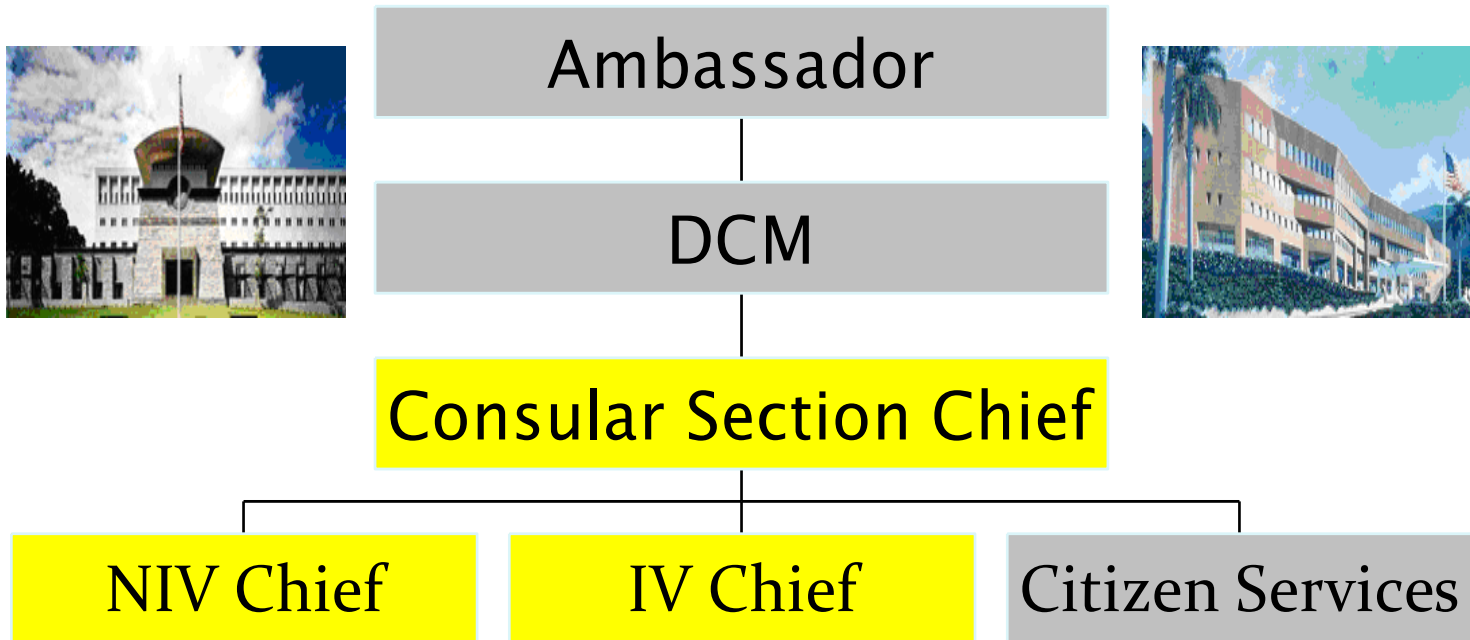 Ambassador
DCM
Consular Section Chief
NIV Chief
IV Chief
Citizen Services